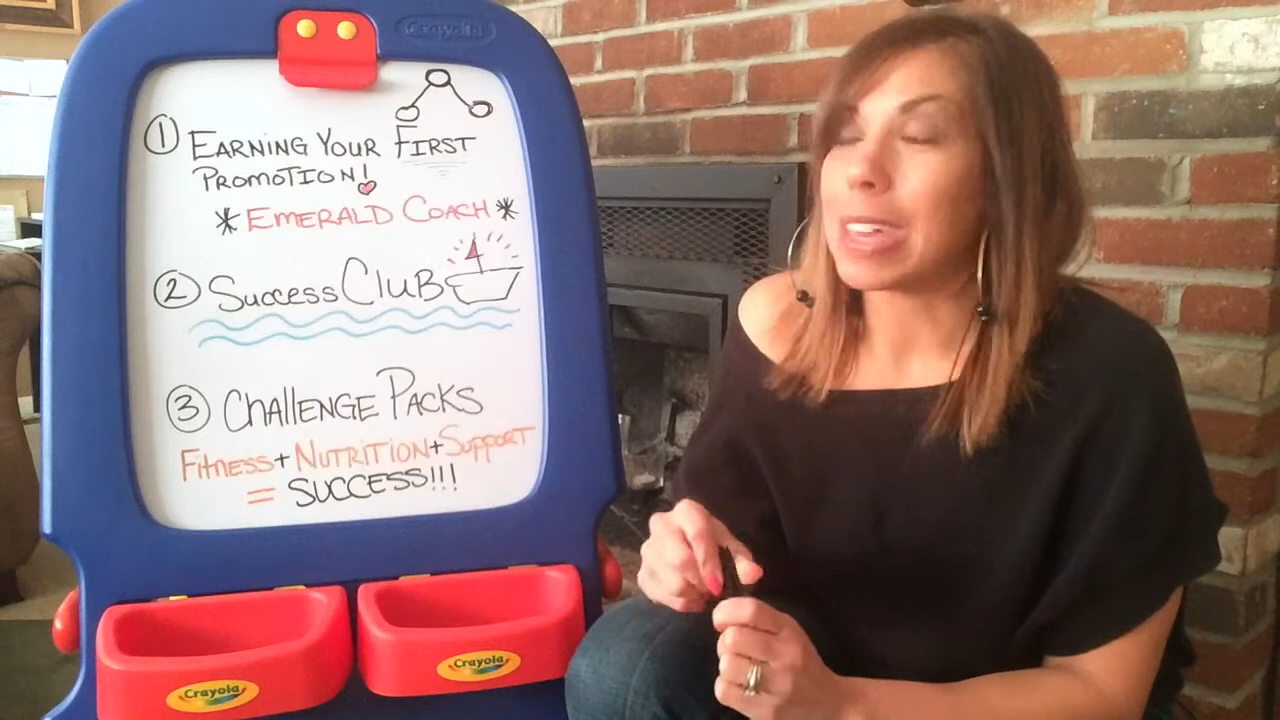 Crayola
① EARNING YOUR FIRST
PROMOTION!
* EMERALD COACH *
② SUCCESS CLUB
③ CHALLENGE PACKS
FITNESS + NUTRITION + SUPPORT
= SUCCESS!!!
Crayola
Crayola